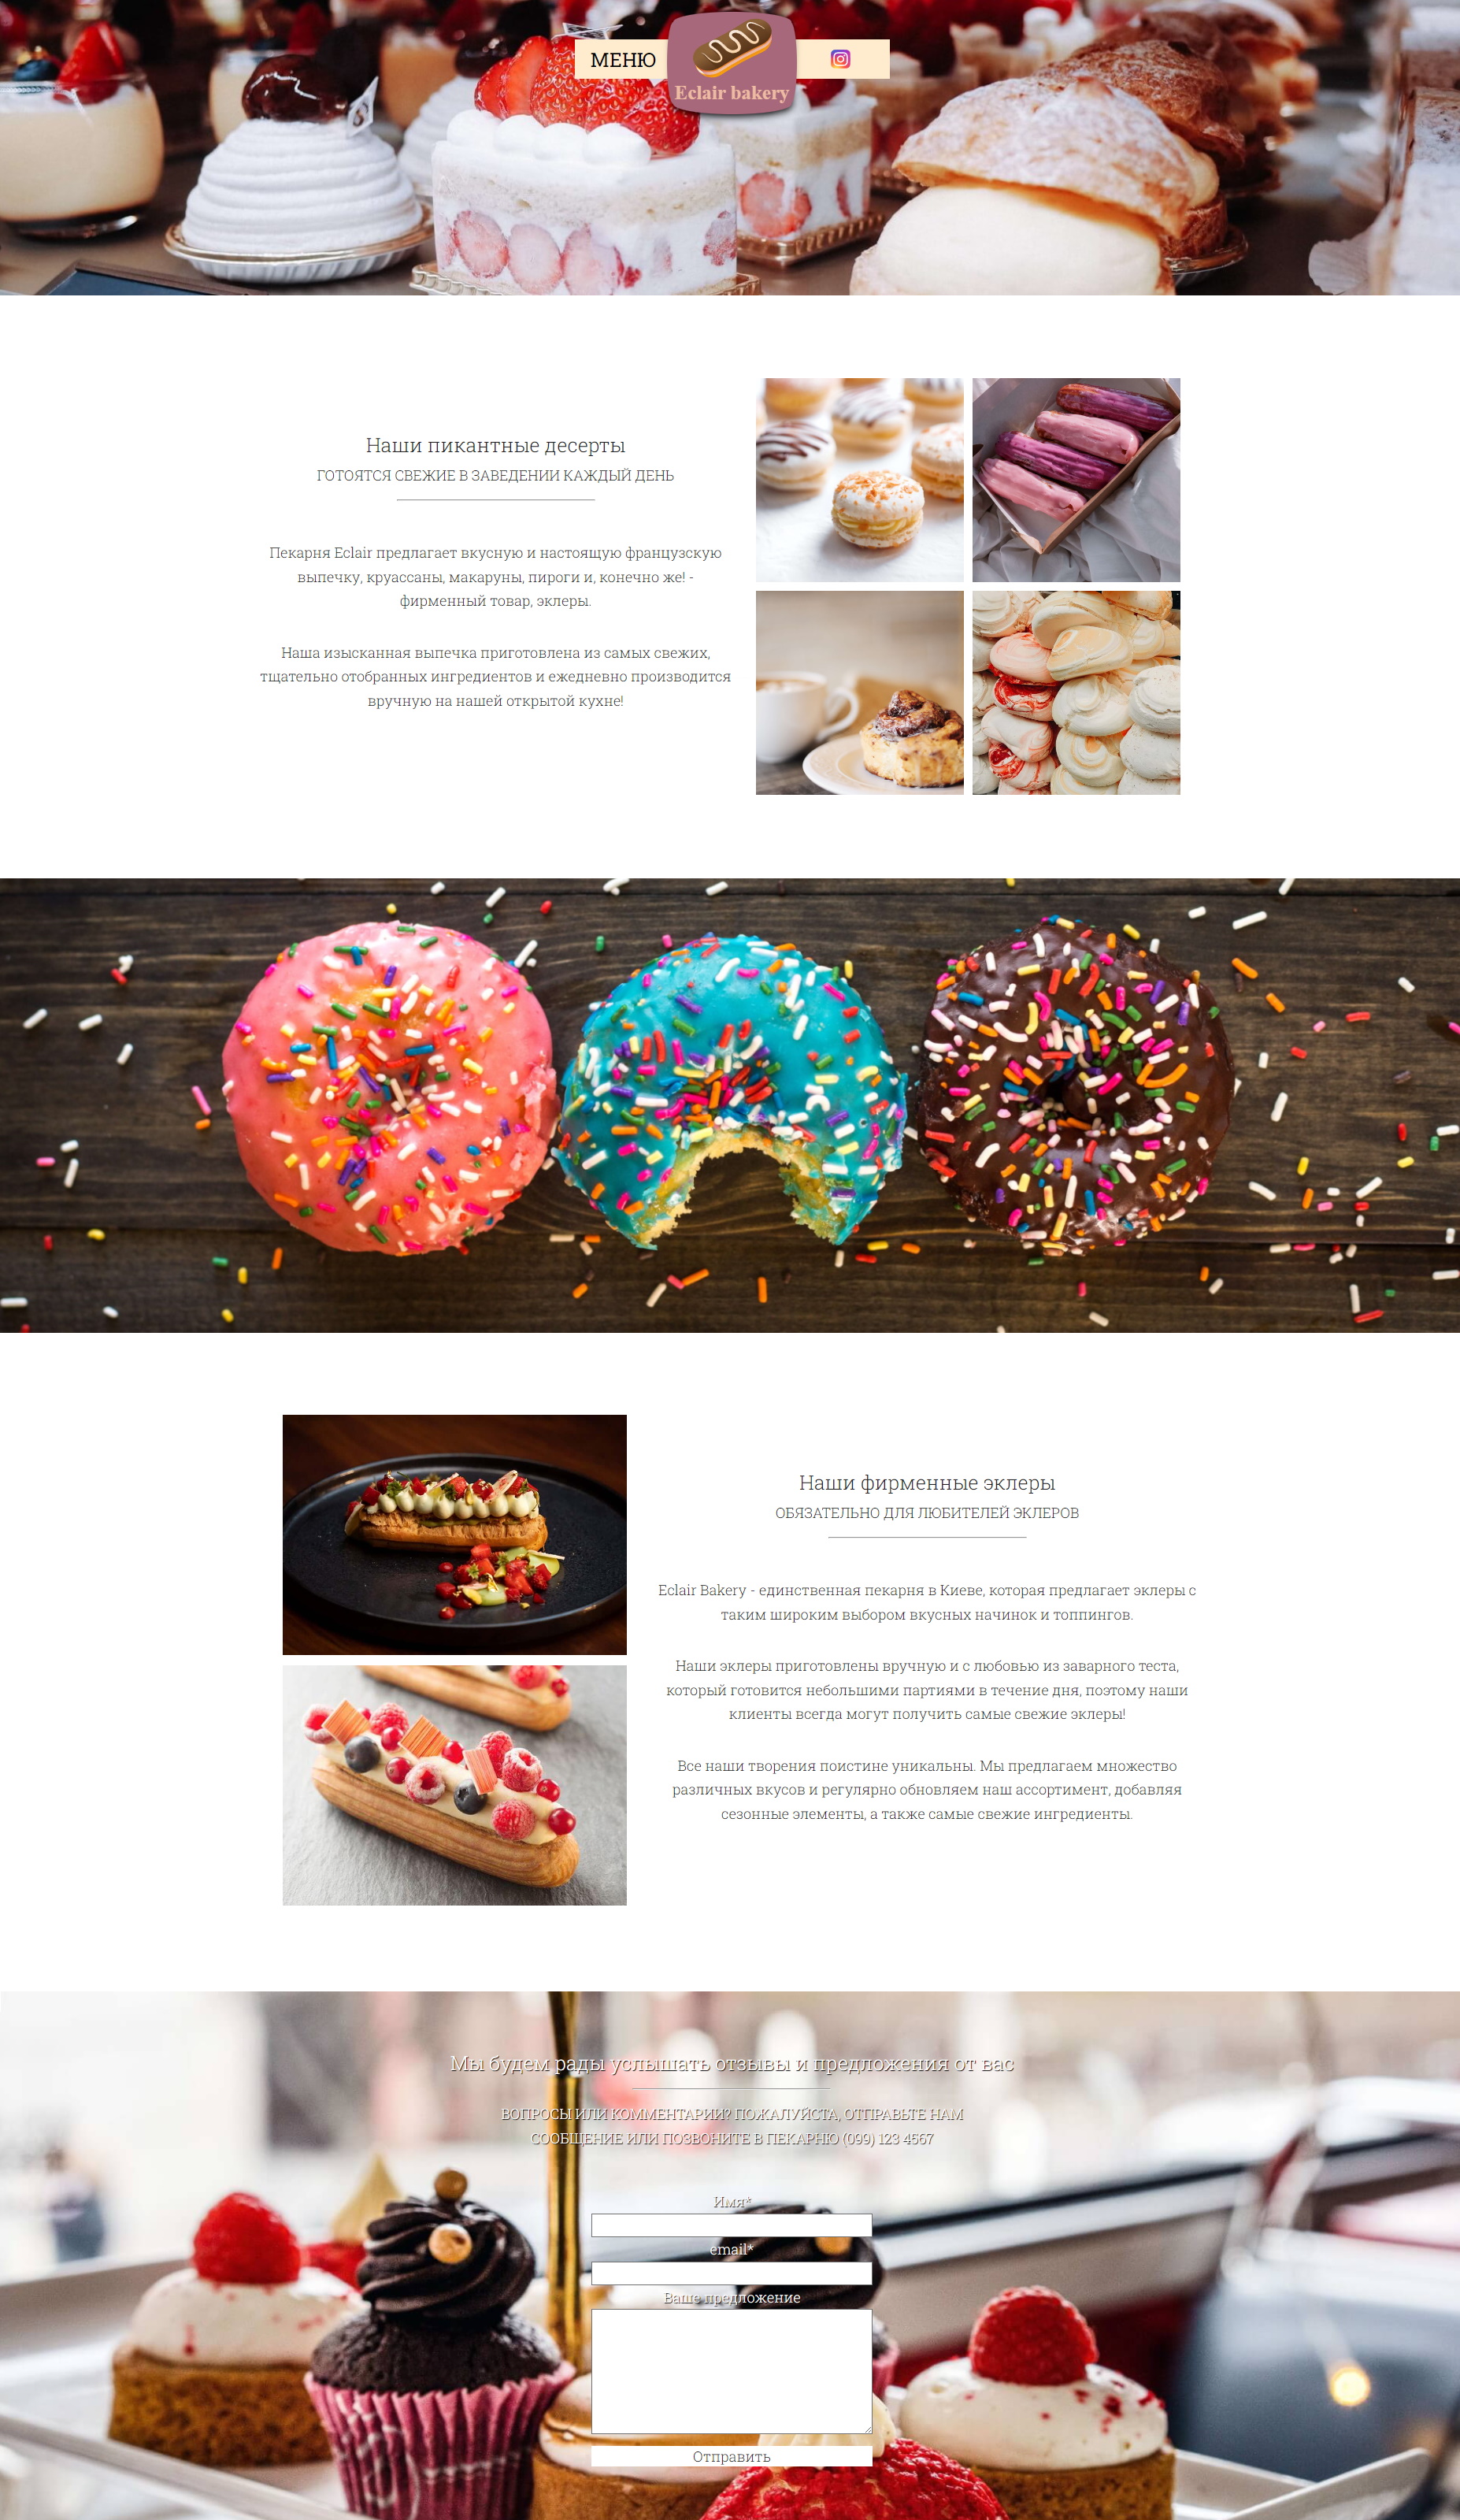 МЕНЮ
Eclair bakery
Наши пикантные десерты
ГОТОЯТСЯ СВЕЖИЕ В ЗАВЕДЕНИИ КАЖДЫЙ ДЕНЬ
Пекарня Eclair предлагает вкусную и настоящую французскую
выпечку, круассаны, макаруны, пироги и, конечно же! -
фирменный товар, эклеры.
Наша изысканная выпечка приготовлена из самых свежих,
тщательно отобранных ингредиентов и ежедневно производится
вручную на нашей открытой кухне!
Наши фирменные эклеры
ОБЯЗАТЕЛЬНО ДЛЯ ЛЮБИТЕЛЕЙ ЭКЛЕРОВ
Eclair Bakery - единственная пекарня в Киеве, которая предлагает эклеры с
таким широким выбором вкусных начинок и топпингов.
Наши эклеры приготовлены вручную и с любовью из заварного теста,
который готовится небольшими партиями в течение дня, поэтому наши
клиенты всегда могут получить самые свежие эклеры!
Все наши творения поистине уникальны. Мы предлагаем множество
различных вкусов и регулярно обновляем наш ассортимент, добавляя
сезонные элементы, а также самые свежие ингредиенты.
Мы будем рады услышать отзывы и предложения от вас
ВОПРОСЫ ИЛИ КОММЕНТАРИИ? ПОЖАЛУЙСТА, ОТПРАВЬТЕ НАМ
СООБЩЕНИЕ ИЛИ ПОЗВОНИТЕ В ПЕКАРНЮ (099) 123 4567
Имя*
email*
Ваше предложение
Отправить